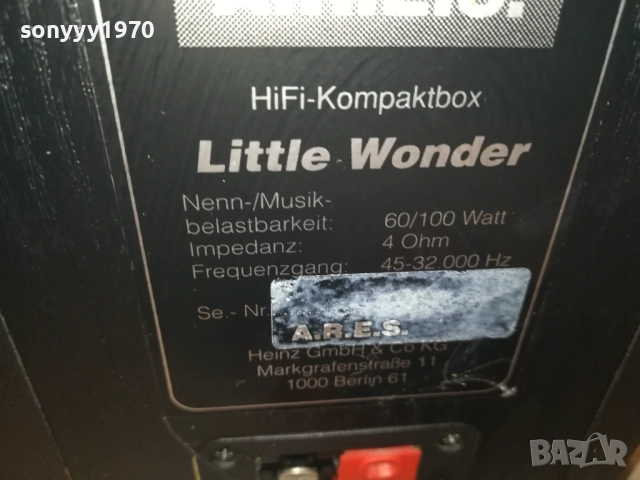 sonyyy1970
A.R.E.S.
HiFi-Kompaktbox
Little Wonder
Nenn-/Musik-
belastbarkeit: 60/100 Watt
Impedanz: 4 Ohm
Frequenzgang: 45-32.000 Hz
Se.- Nr.
A.R.E.S.
Heinz GmbH & Co KG
Markgrafenstraße 11
1000 Berlin 61
BAZAR